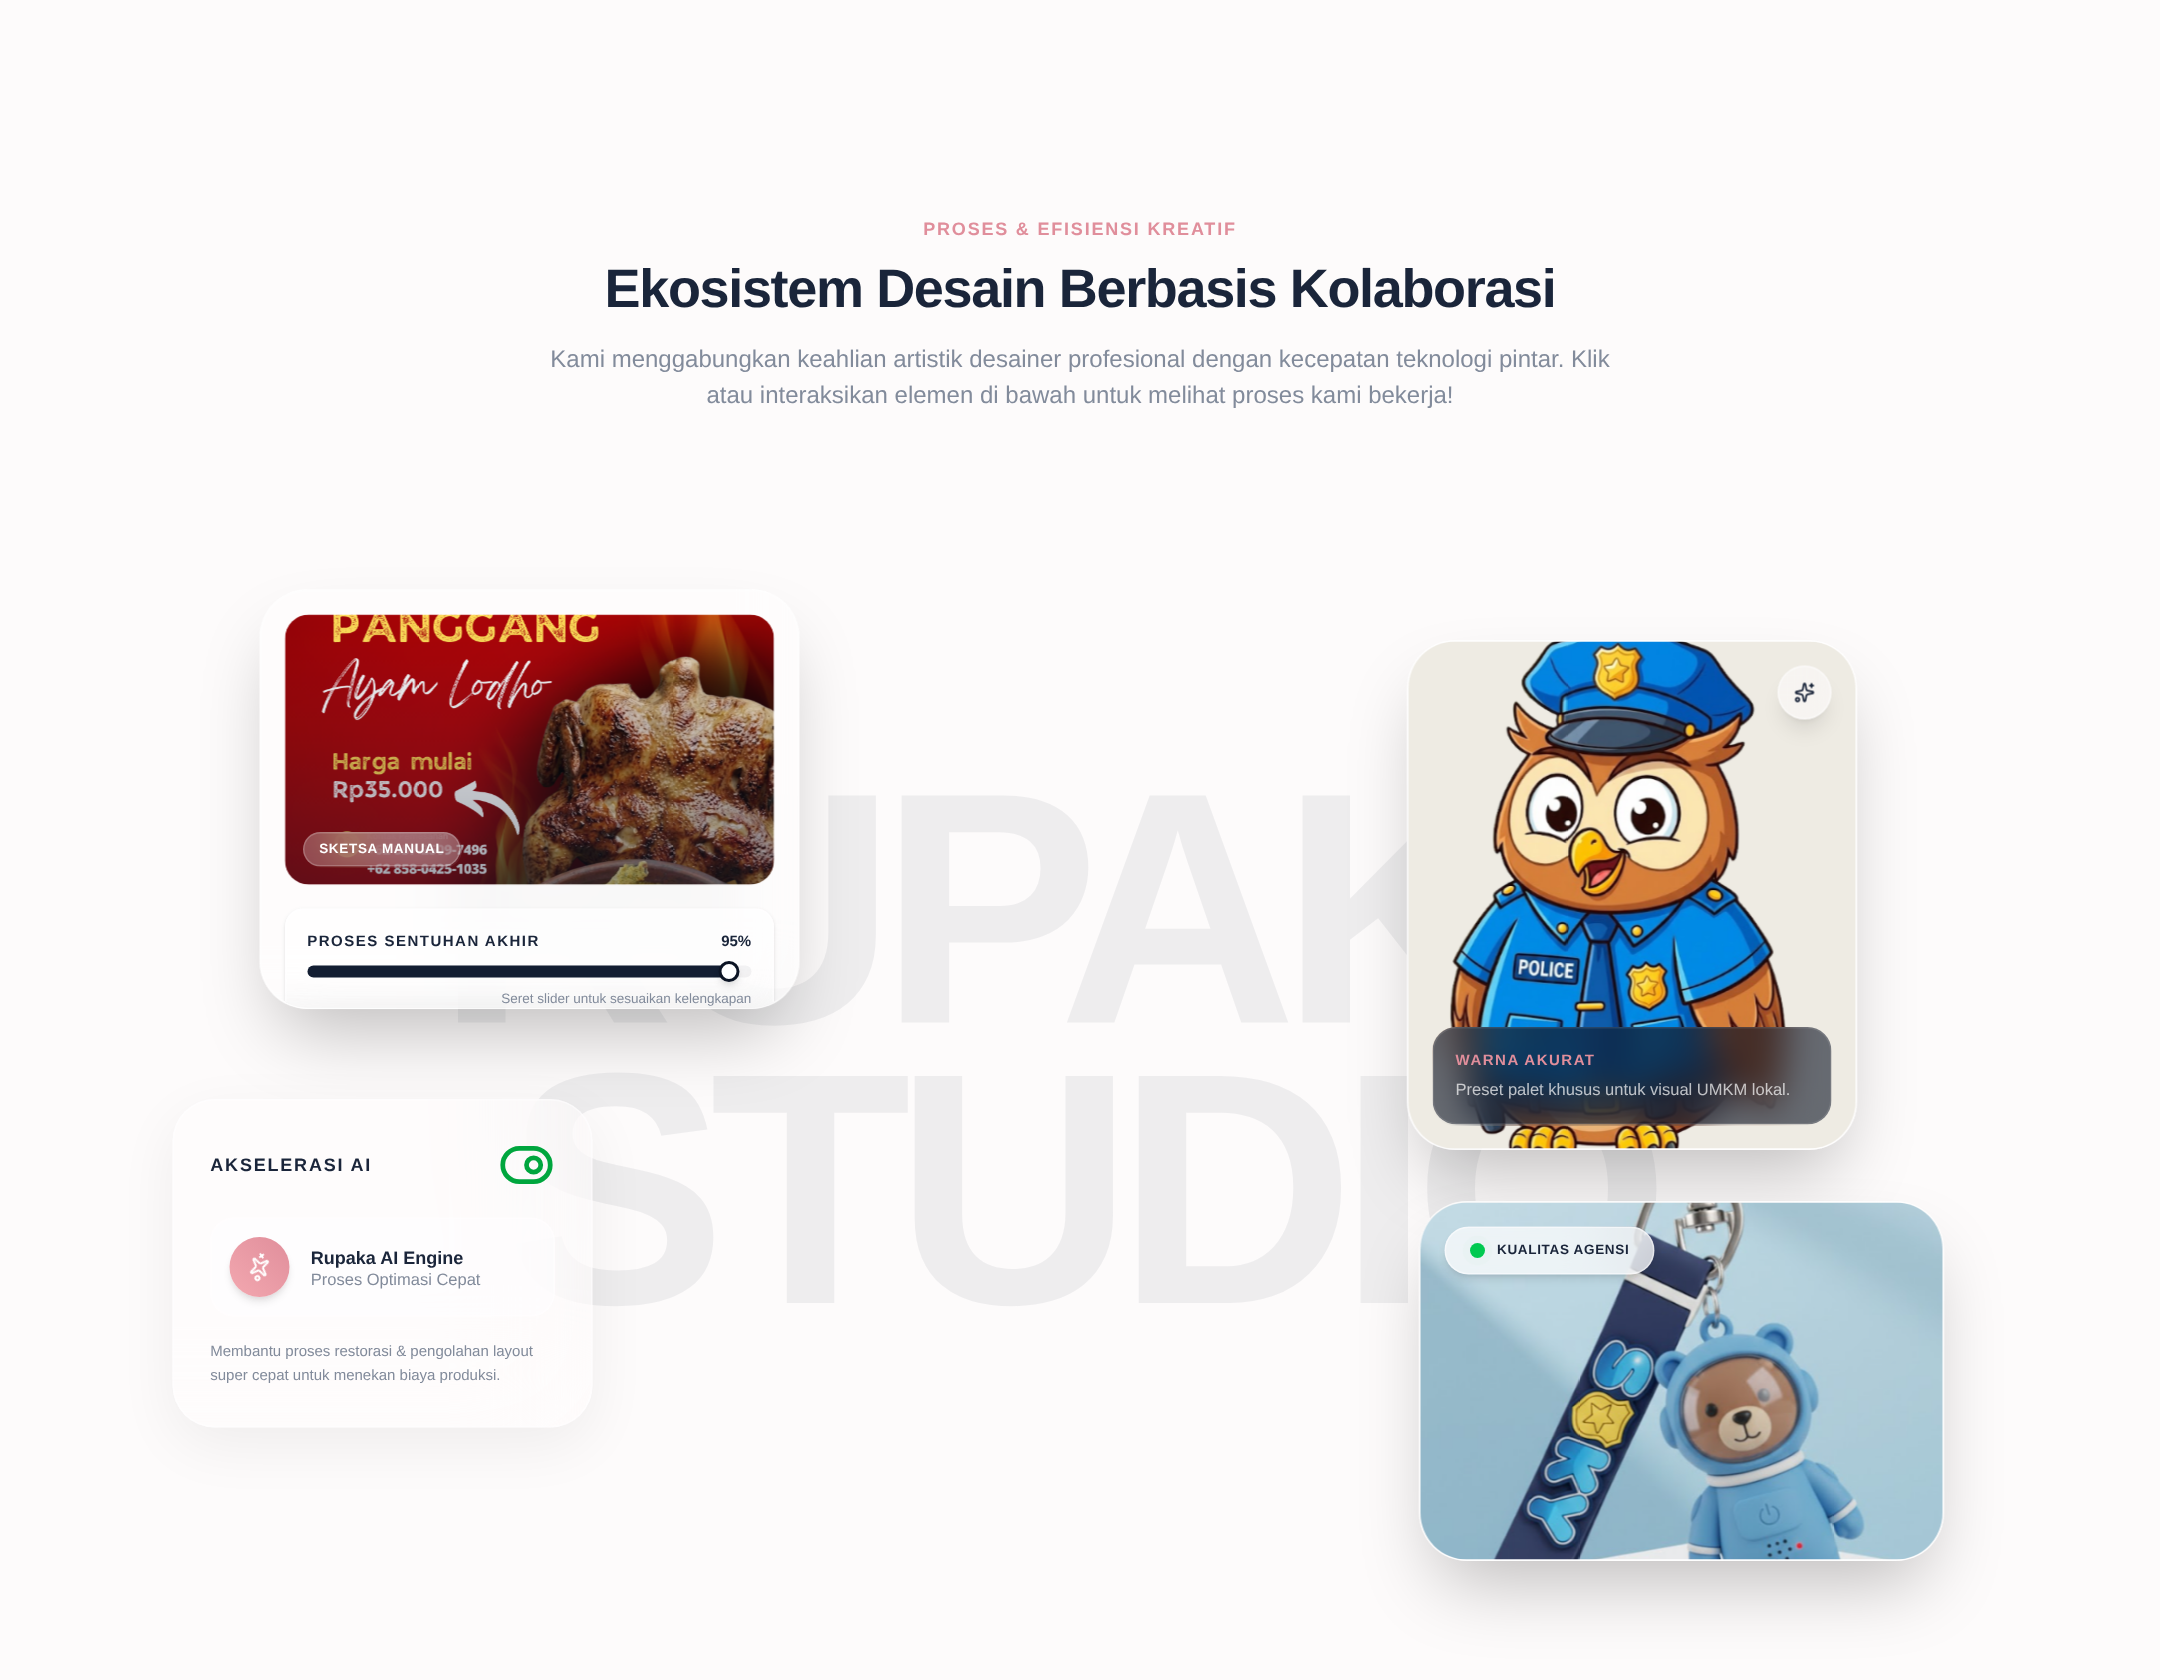 PROSES & EFISIENSI KREATIF
Ekosistem Desain Berbasis Kolaborasi
Kami menggabungkan keahlian artistik desainer profesional dengan kecepatan teknologi pintar. Klik
atau interaksikan elemen di bawah untuk melihat proses kami bekerja!
PANGGANG
Ayam Lodho
Harga mulai
Rp35.000
SKETSA MANUAL
-7496
+62 858-0425-1035
PROSES SENTUHAN AKHIR
95%
Seret slider untuk sesuaikan kelengkapan
AKSELERASI AI
Rupaka AI Engine
Proses Optimasi Cepat
Membantu proses restorasi & pengolahan layout
super cepat untuk menekan biaya produksi.
RUPAK
STUDIO
POLICE
WARNA AKURAT
Preset palet khusus untuk visual UMKM lokal.
KUALITAS AGENSI
SKY